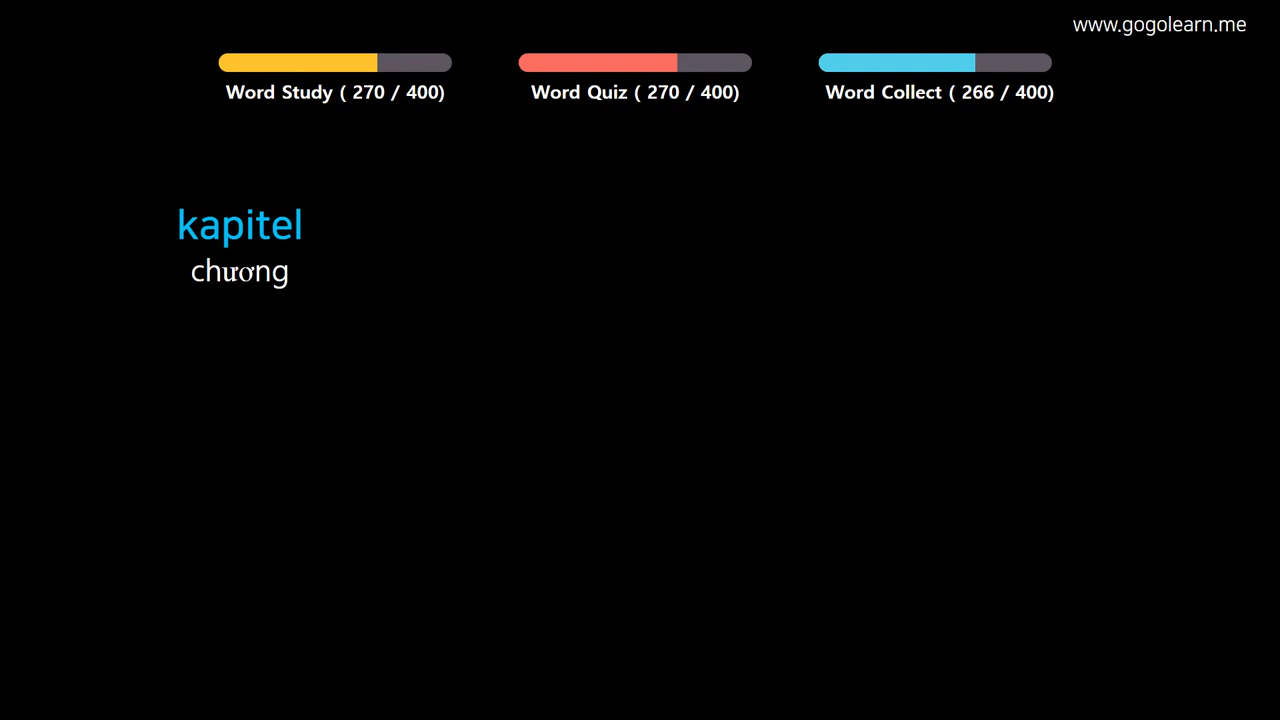 www.gogolearn.me
Word Study ( 270 / 400)
Word Quiz ( 270 / 400)
Word Collect ( 266 / 400)
kapitel
chương